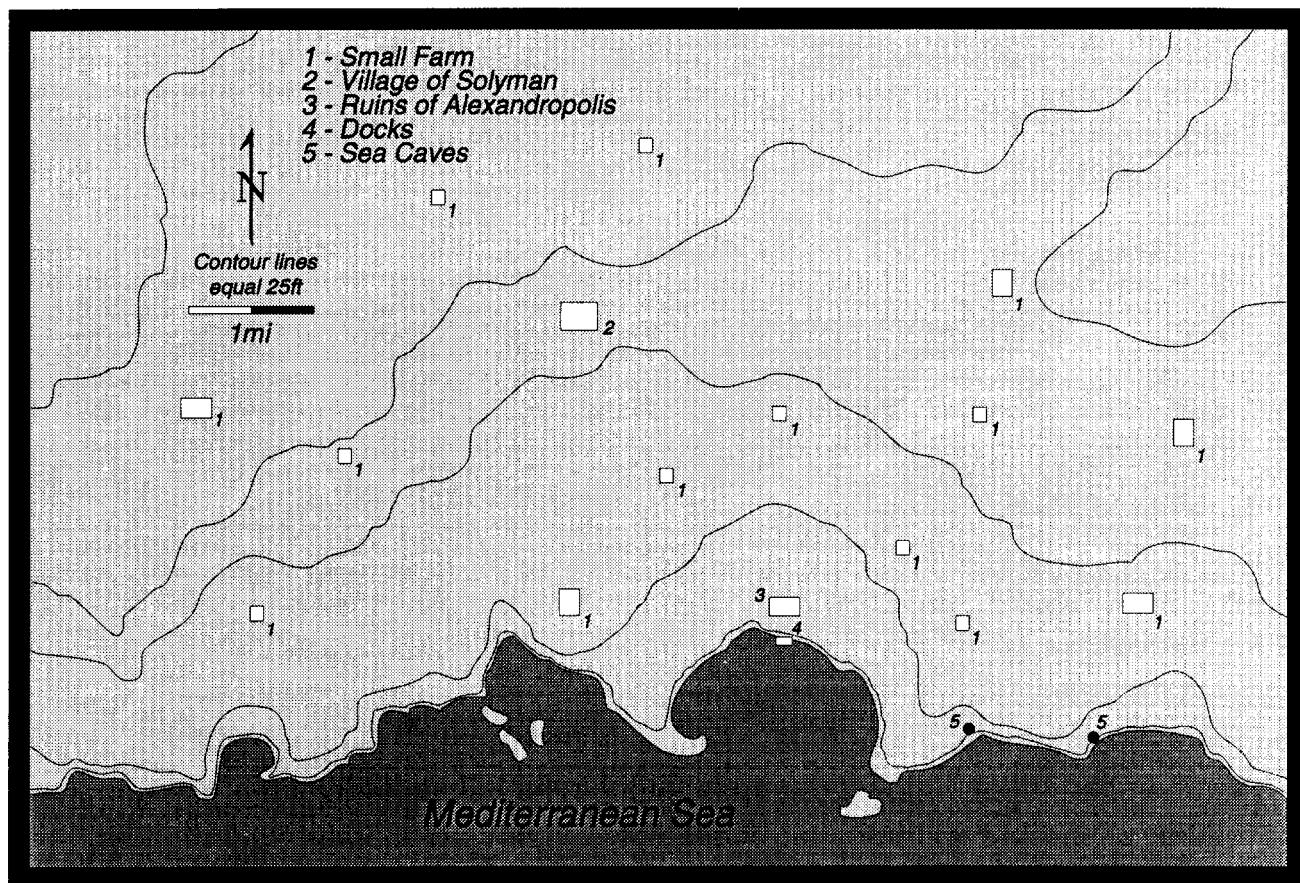 1 - Small Farm
2 - Village of Solyman
3 - Ruins of Alexandropolis
4 - Docks
5 - Sea Caves
N
Contour lines
equal 25ft
1mi
1
1
1
2
1
1
1
1
1
1
1
1
3
1
1
4
1
1
5
5
Mediterranean Sea